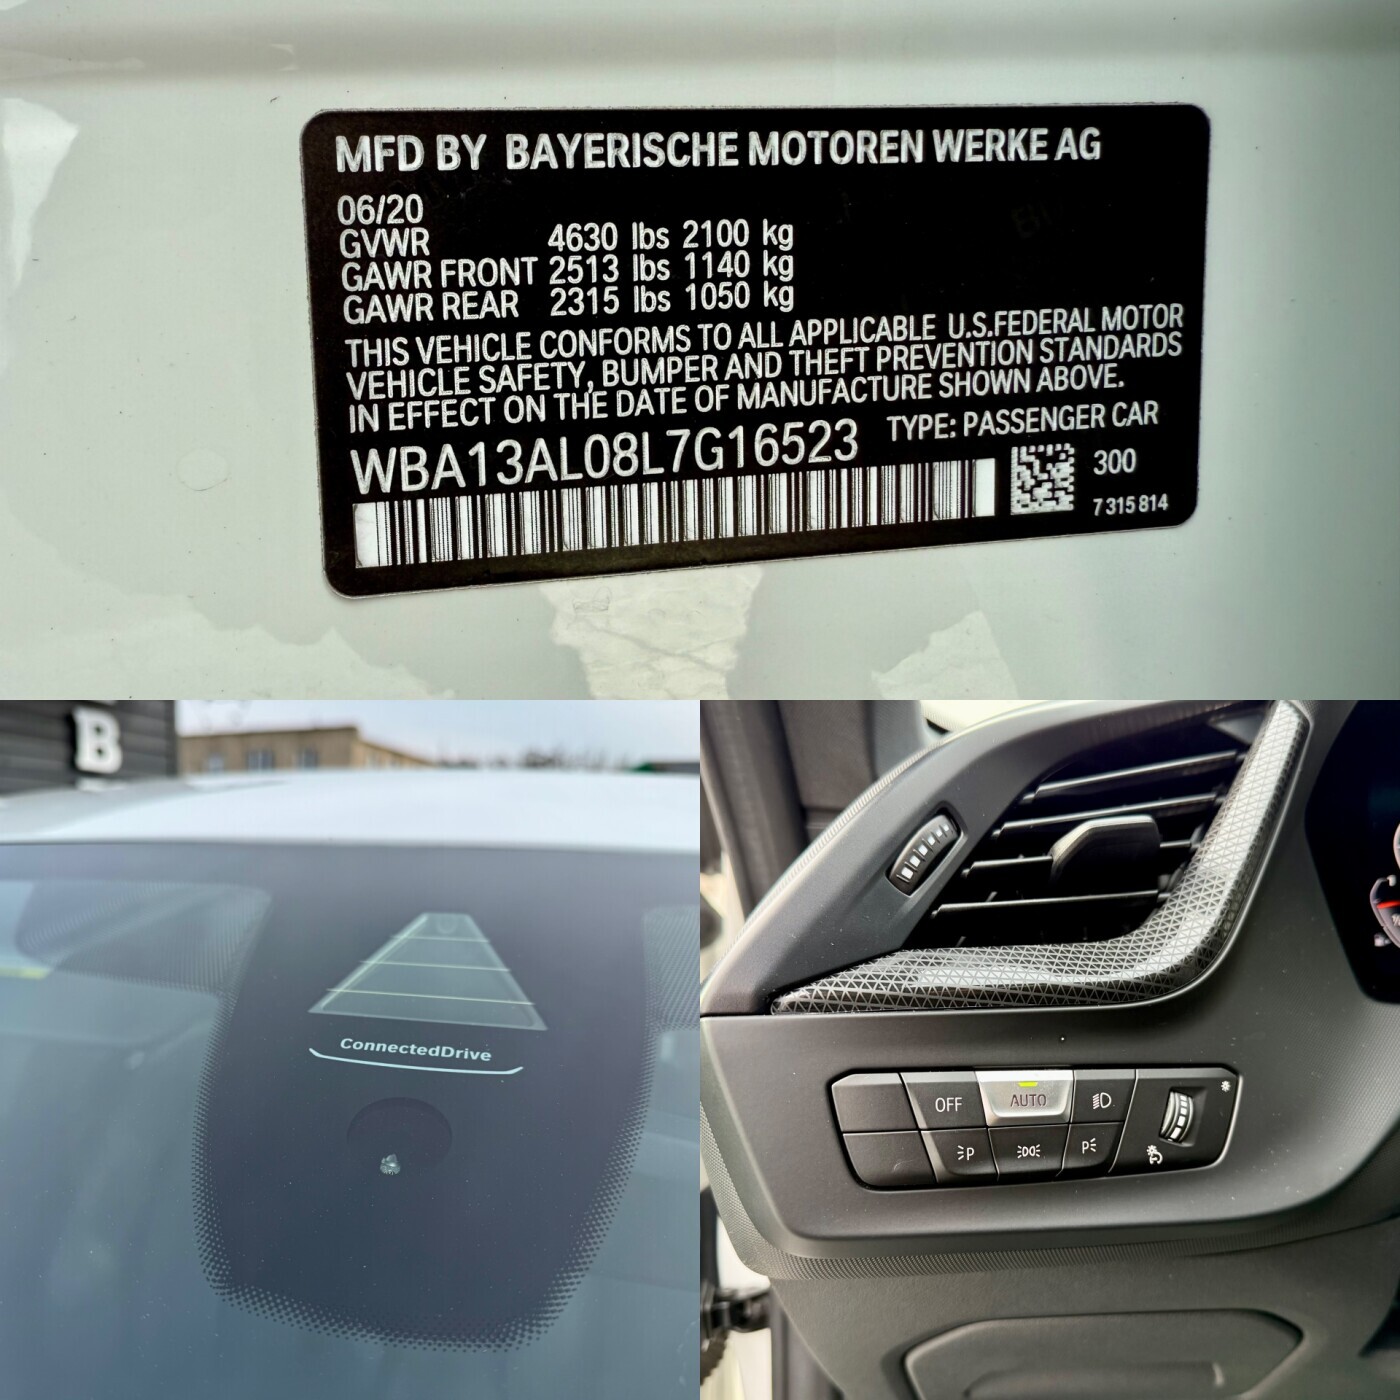 MFD BY BAYERISCHE MOTOREN WERKE AG
06/20
GVWR 4630 lbs 2100 kg
GAWR FRONT 2513 lbs 1140 kg
GAWR REAR 2315 lbs 1050 kg
THIS VEHICLE CONFORMS TO ALL APPLICABLE U.S.FEDERAL MOTOR
VEHICLE SAFETY, BUMPER AND THEFT PREVENTION STANDARDS
IN EFFECT ON THE DATE OF MANUFACTURE SHOWN ABOVE.
WBA13AL08L7G16523 TYPE: PASSENGER CAR
300
7 315 814
B
ConnectedDrive
OFF AUTO
P P